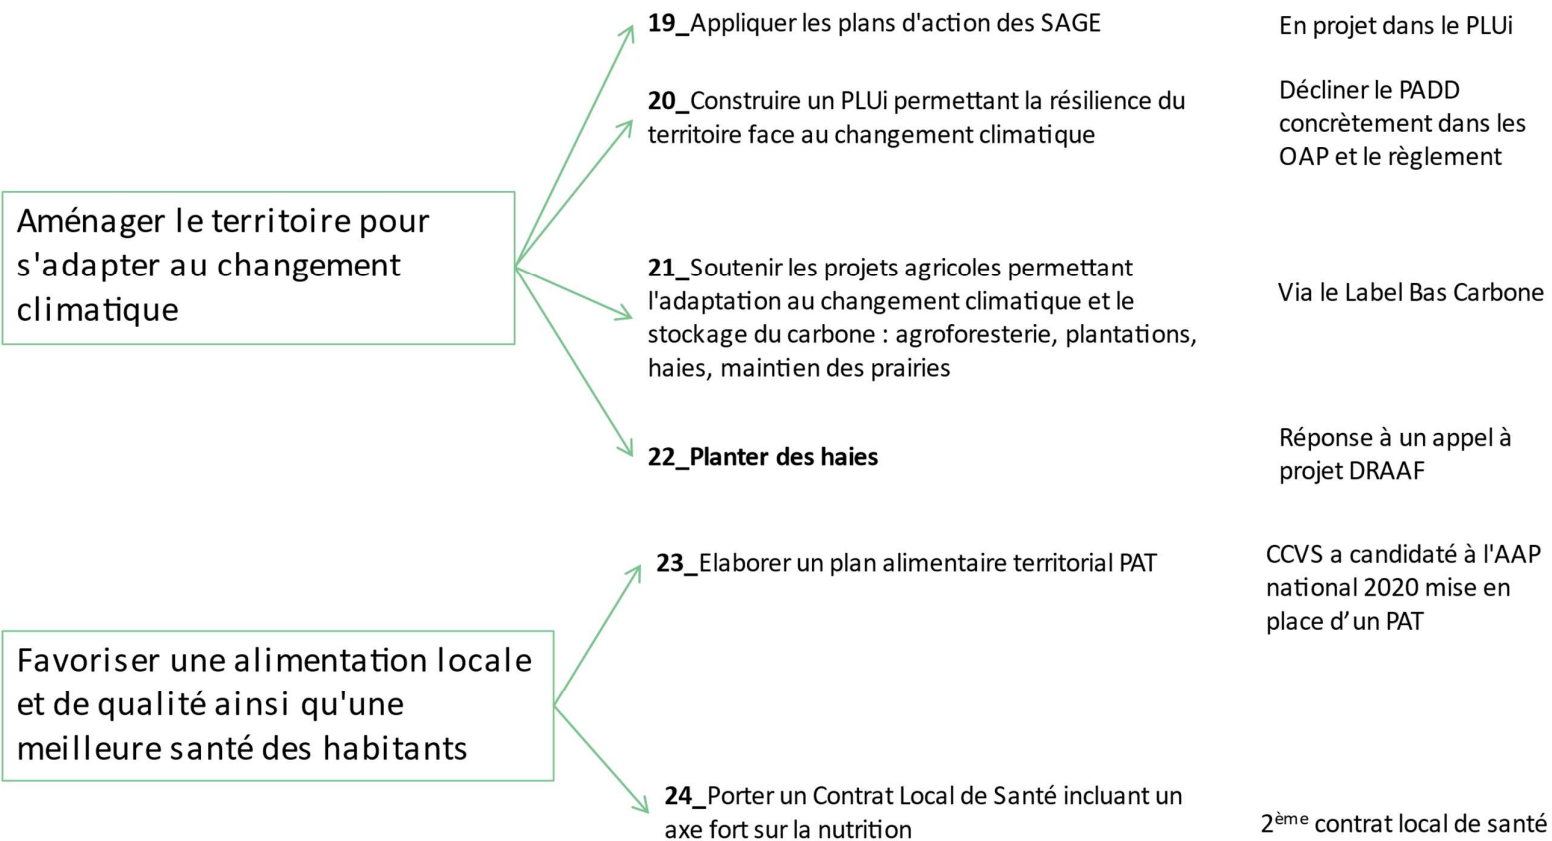 19_Appliquer les plans d'action des SAGE
En projet dans le PLUi
20_Construire un PLUi permettant la résilience du
territoire face au changement climatique
Décliner le PADD
concrètement dans les
OAP et le règlement
Aménager le territoire pour
s'adapter au changement
climatique
21_Soutenir les projets agricoles permettant
l'adaptation au changement climatique et le
stockage du carbone : agroforesterie, plantations,
haies, maintien des prairies
Via le Label Bas Carbone
22_Planter des haies
Réponse à un appel à
projet DRAAF
23_Elaborer un plan alimentaire territorial PAT
CCVS a candidaté à l'AAP
national 2020 mise en
place d’un PAT
Favoriser une alimentation locale
et de qualité ainsi qu'une
meilleure santé des habitants
24_Porter un Contrat Local de Santé incluant un
axe fort sur la nutrition
2ème contrat local de santé